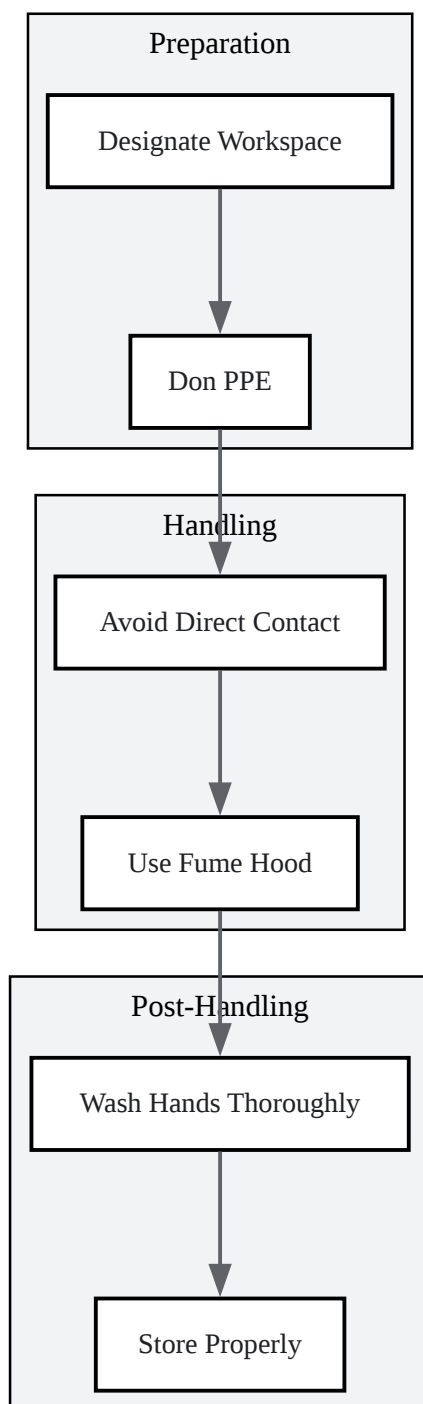 Preparation
Designate Workspace
Don PPE
Handling
Avoid Direct Contact
Use Fume Hood
Post-Handling
Wash Hands Thoroughly
Store Properly